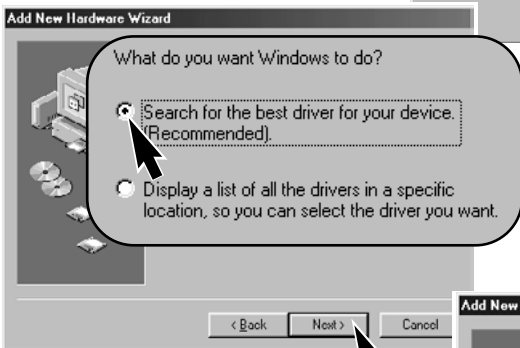 Add New Hardware Wizard
What do you want Windows to do?
Search for the best driver for your device.
(Recommended).
Display a list of all the drivers in a specific
location, so you can select the driver you want.
< Back Next > Cancel
Add New